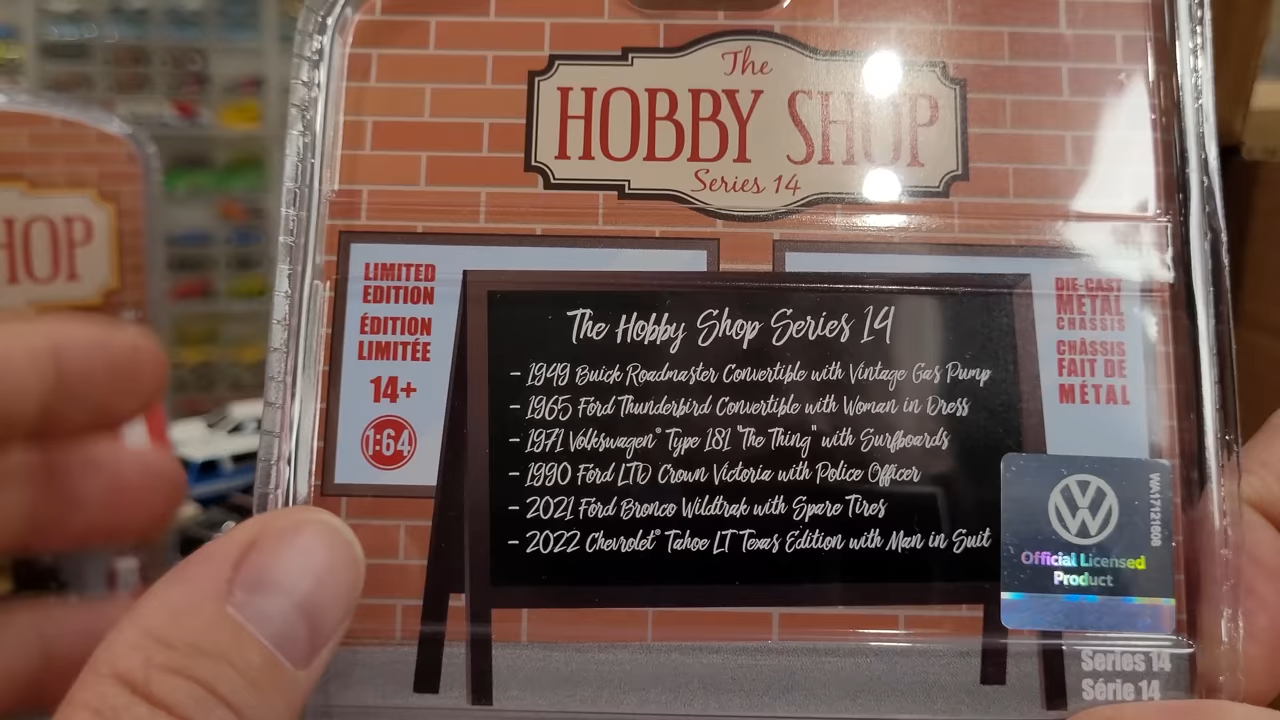 The
HOBBY SHOP
Series 14
HOP
LIMITED
EDITION
ÉDITION
LIMITÉE
14+
1:64
The Hobby Shop Series 14
- 1949 Buick Roadmaster Convertible with Vintage Gas Pump
- 1965 Ford Thunderbird Convertible with Woman in Dress
- 1971 Volkswagen® Type 181 "The Thing" with Surfboards
- 1990 Ford LTD Crown Victoria with Police Officer
- 2021 Ford Bronco Wildtrak with Spare Tires
- 2022 Chevrolet® Tahoe LT Texas Edition with Man in Suit
DIE-CAST
METAL
CHASSIS
CHÂSSIS
FAIT DE
MÉTAL
VW
WA17121608
Official Licensed
Product
Series 14
Série 14